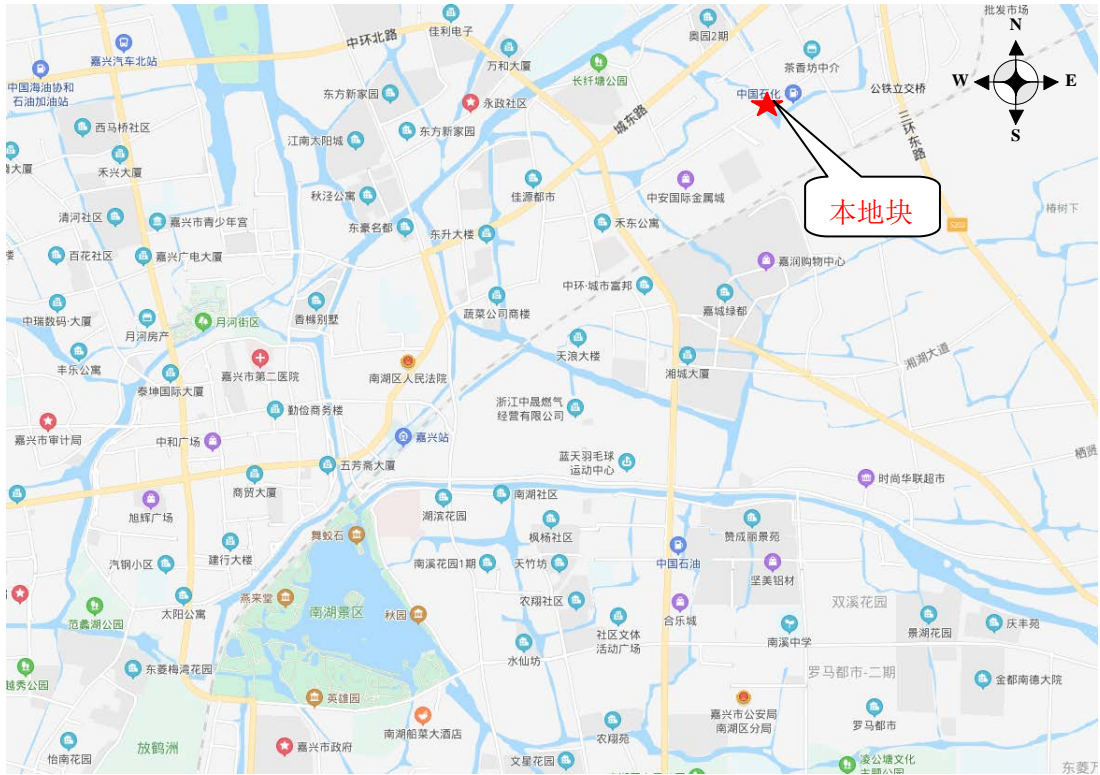 批发市场
佳利电子
奥园2期
N
中环北路
嘉兴汽车北站
万和大厦
茶香坊中介
长纤塘公园
W
E
中国海油协和
石油加油站
东方新家园
中国石化
公铁立交桥
永政社区
城东路
三环东路
西马桥社区
东方新家园
S
江南太阳城
大厦
禾兴大厦
秋泾公寓
佳源都市
中安国际金属城
本地块
椿树下
清河社区
嘉兴市青少年宫
东豪名都
东升大楼
禾东公寓
S202
楼
百花社区
嘉兴广电大厦
嘉润购物中心
中环·城市富邦
嘉城绿都
中瑞数码·大厦
月河房产
月河街区
香樟别墅
蔬菜公司商楼
天浪大楼
湘湖大道
丰乐公寓
泰坤国际大厦
嘉兴市第二医院
南湖区人民法院
湘城大厦
浙江中晟燃气
经营有限公司
勤俭商务楼
嘉兴市审计局
中和广场
嘉兴站
栖贤
五芳斋大厦
蓝天羽毛球
运动中心
商贸大厦
时尚华联超市
旭辉广场
湖滨花园
南湖社区
舞蛟石
枫杨社区
赞成丽景苑
汽钢小区
建行大楼
南溪花园1期
天竹坊
中国石油
坚美铝材
燕来堂
农翔社区
双溪花园
范蠡湖公园
太阳公寓
南湖景区
秋园
社区文体
活动广场
合乐城
南溪中学
景湖花园
庆丰苑
水仙坊
越秀公园
东菱梅湾花园
罗马都市-二期
金都南德大院
英雄园
嘉兴市公安局
南湖区分局
罗马都市
放鹤洲
嘉兴市政府
南湖船菜大酒店
农翔苑
怡南花园
文星花园
凌公塘文化
主题公园
东菱万